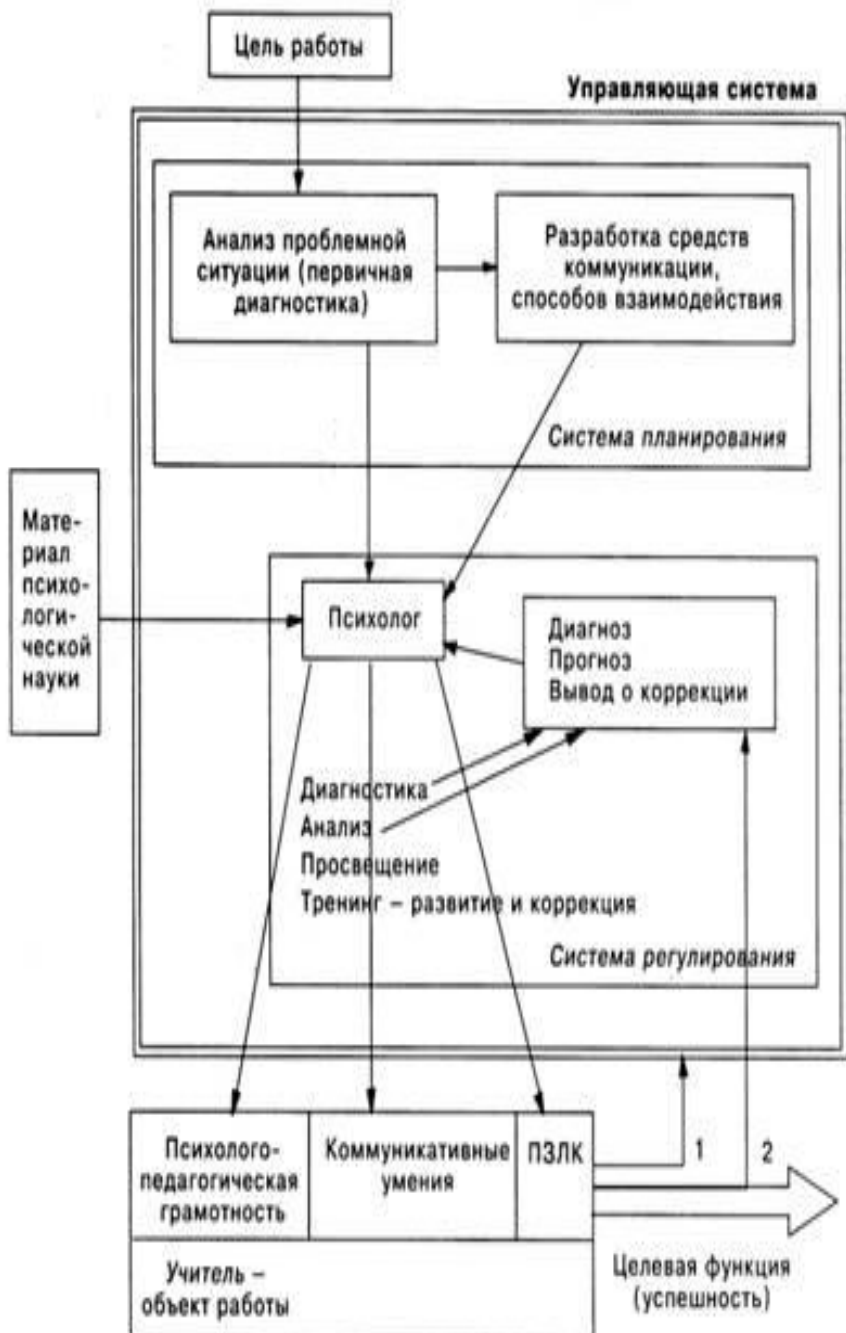 Цель работы
Управляющая система
Анализ проблемной
ситуации (первичная
диагностика)
Разработка средств
коммуникации,
способов взаимодействия
Система планирования
Мате-
риал
психо-
логи-
ческой
науки
Психолог
Диагноз
Прогноз
Вывод о коррекции
Диагностика
Анализ
Просвещение
Тренинг – развитие и коррекция
Система регулирования
Психолого-
педагогическая
грамотность
Коммуникативные
умения
ПЗЛК
1
2
Учитель –
объект работы
Целевая функция
(успешность)